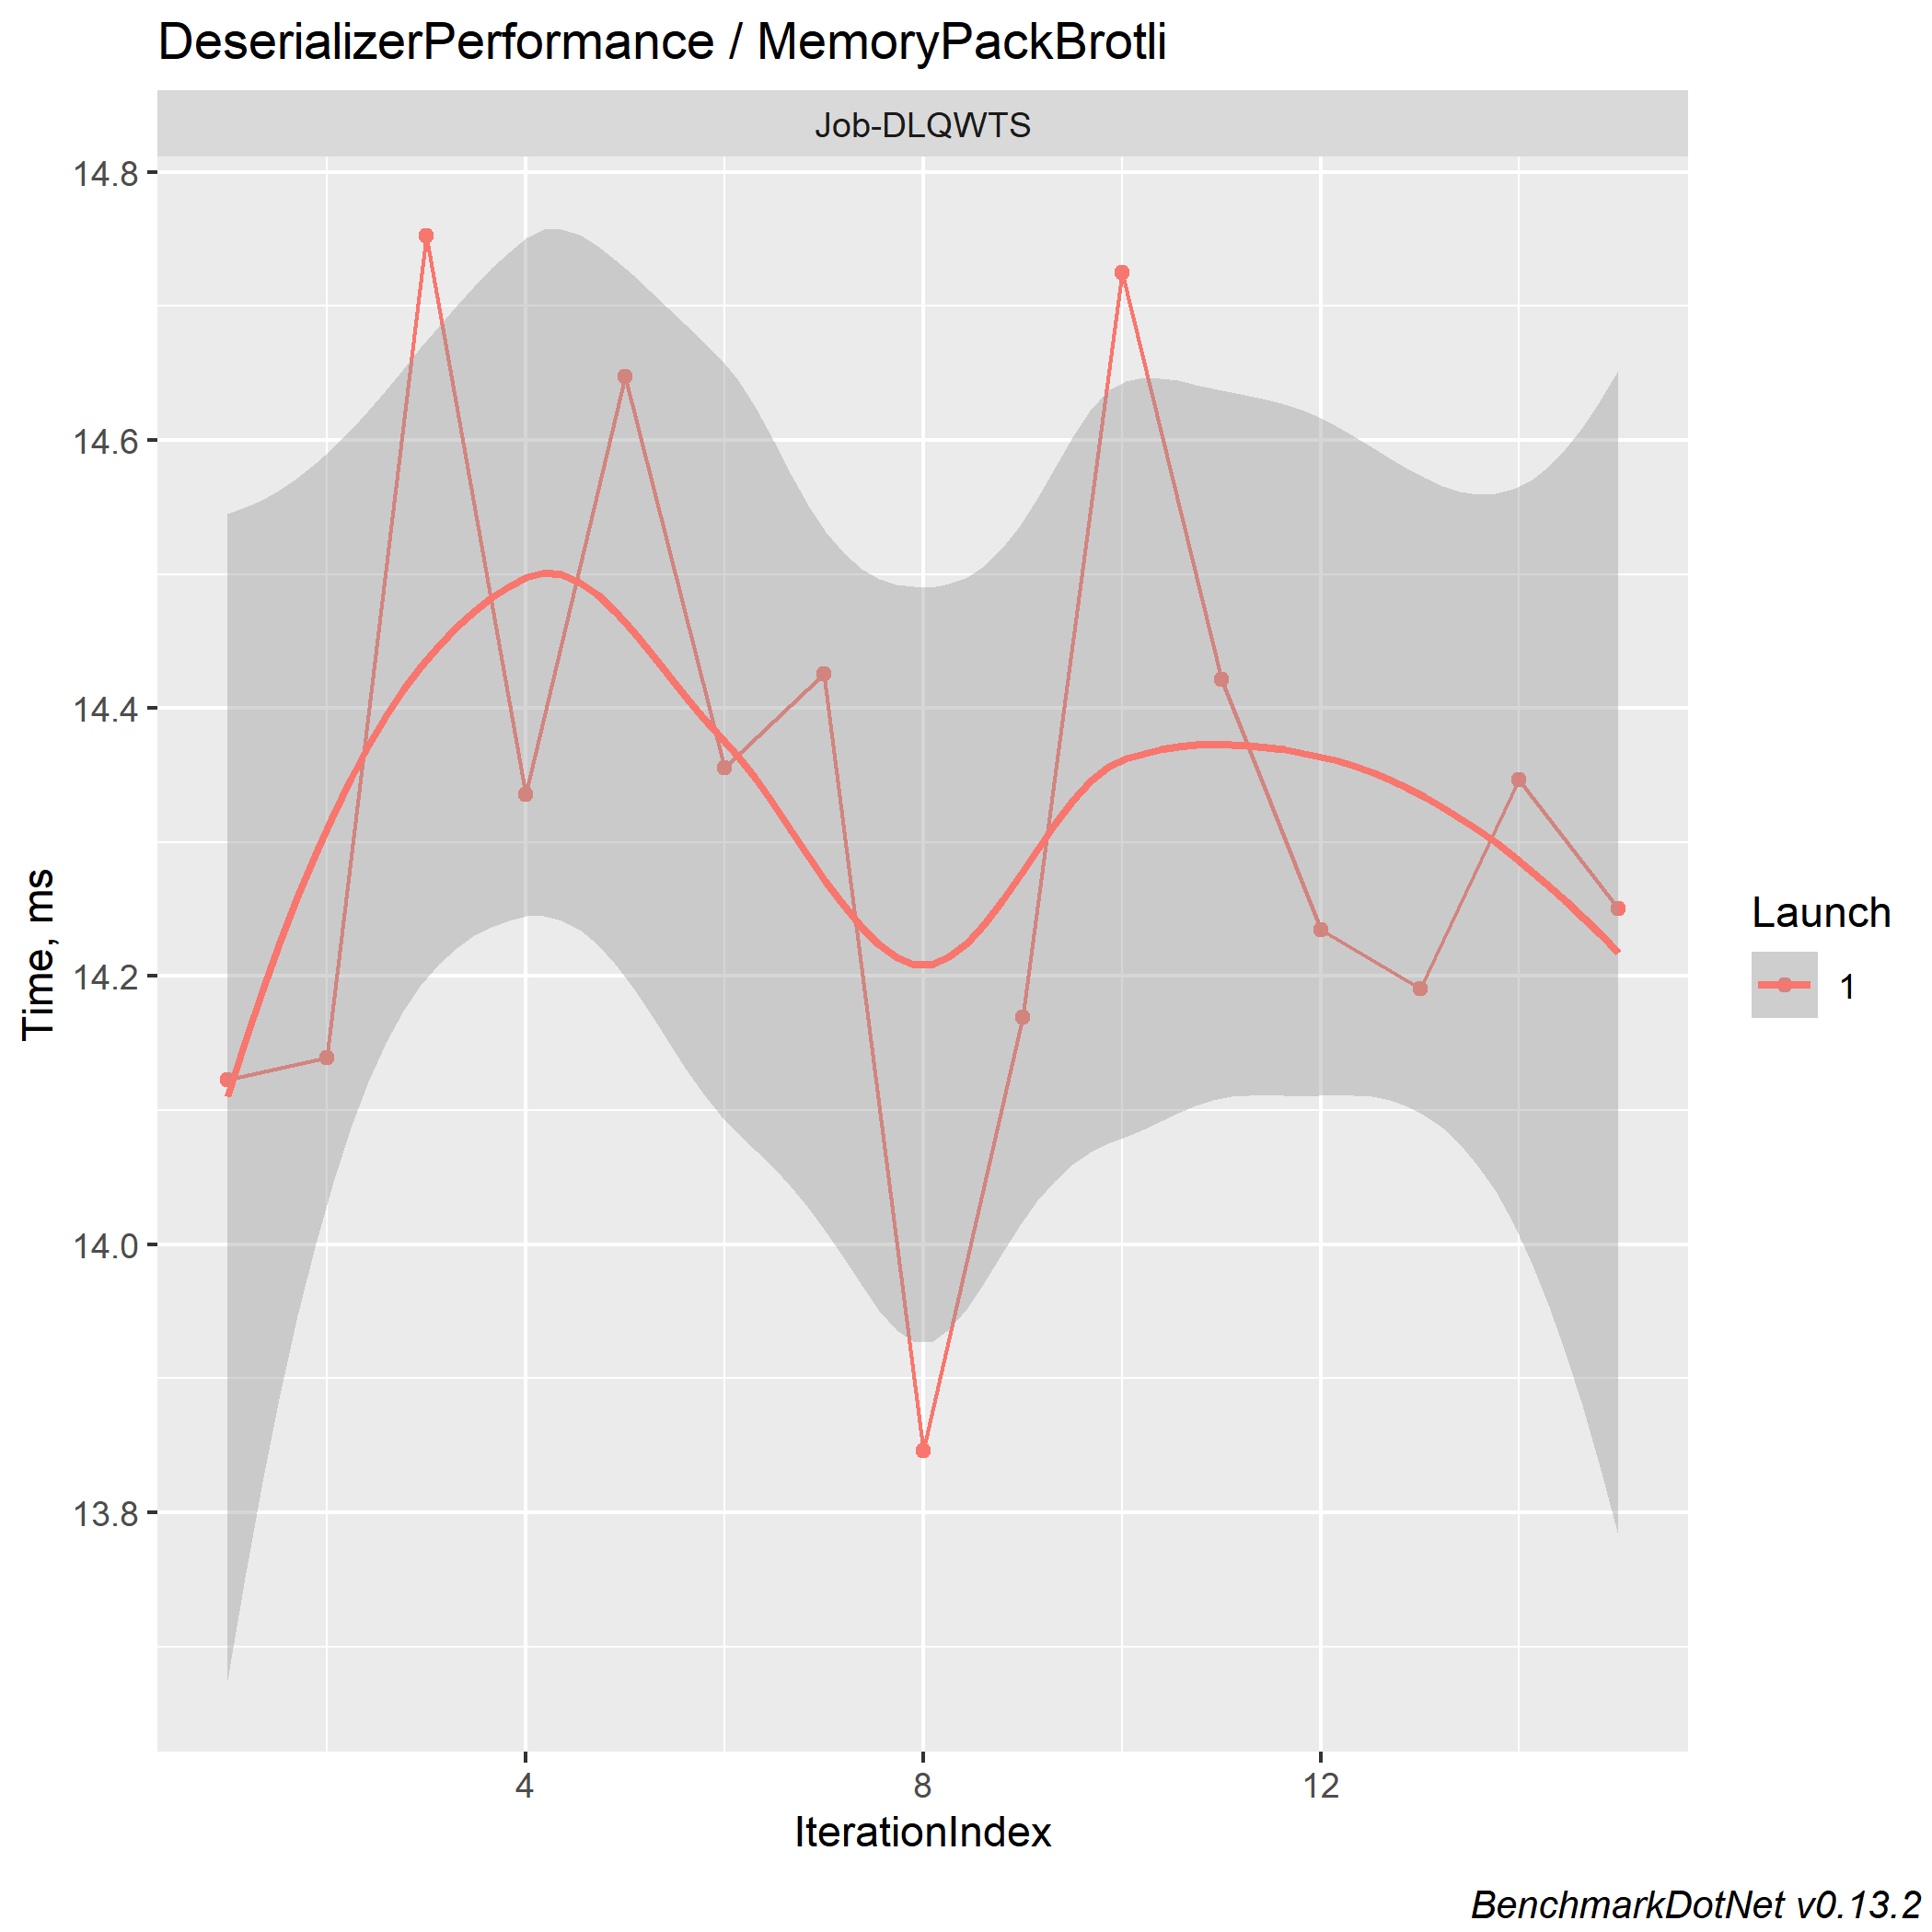 DeserializerPerformance / MemoryPackBrotli
Job-DLQWTS
14.8
14.6
14.4
14.2
14.0
13.8
Time, ms
4
8
12
IterationIndex
Launch
1
BenchmarkDotNet v0.13.2